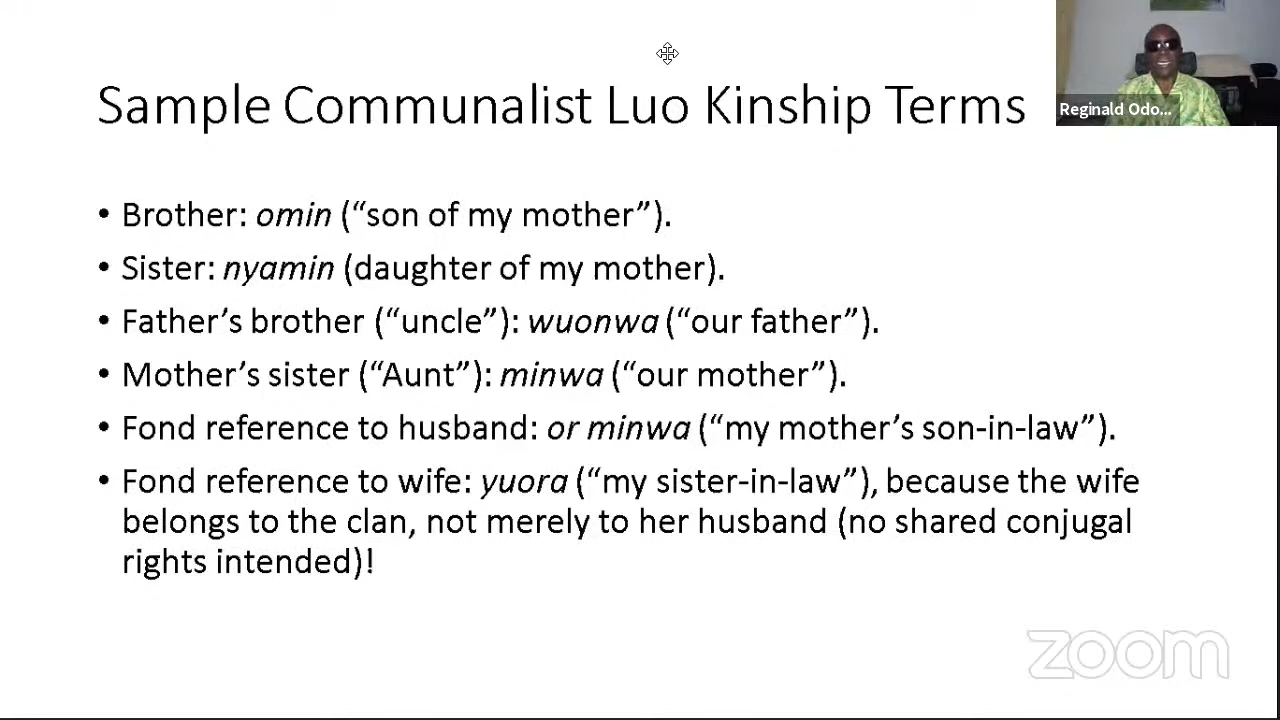 Sample Communalist Luo Kinship Terms
Reginald Odo...
• Brother: omin (“son of my mother”).
• Sister: nyamin (daughter of my mother).
• Father’s brother (“uncle”): wuonwa (“our father”).
• Mother’s sister (“Aunt”): minwa (“our mother”).
• Fond reference to husband: or minwa (“my mother’s son-in-law”).
• Fond reference to wife: yuora (“my sister-in-law”), because the wife
belongs to the clan, not merely to her husband (no shared conjugal
rights intended)!
zoom